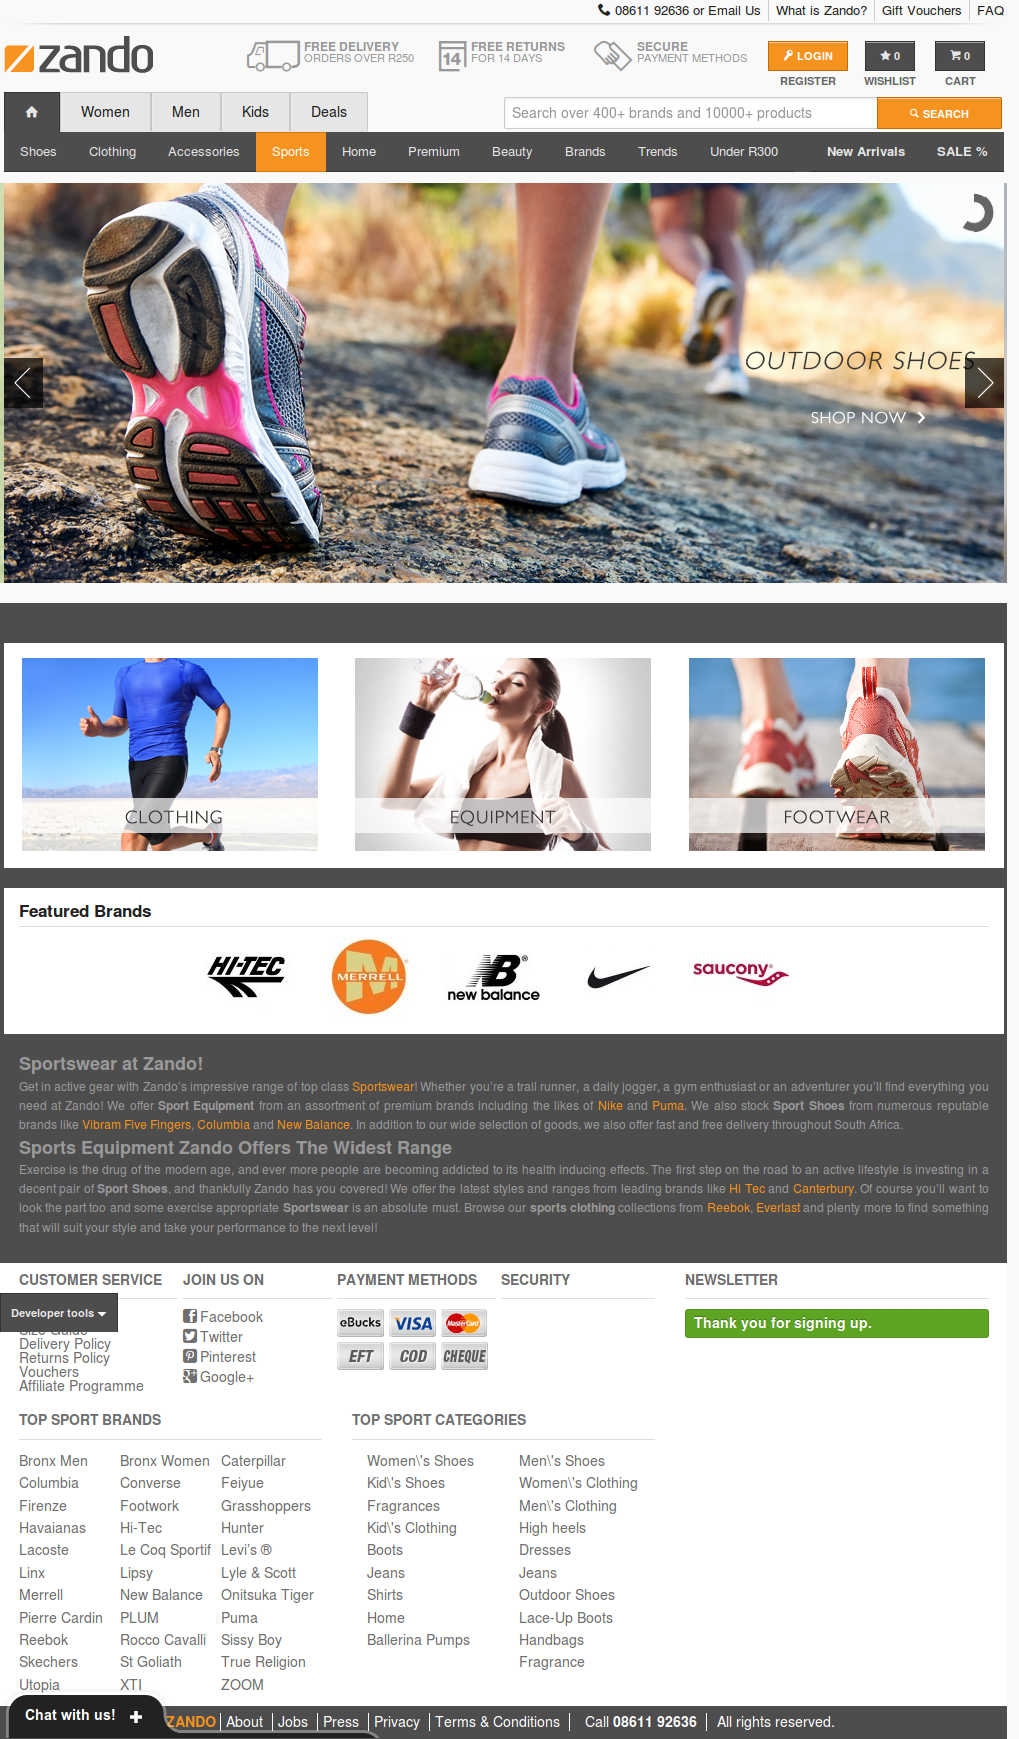 08611 92636 or Email Us What is Zando? Gift Vouchers FAQ
zando
FREE DELIVERY
ORDERS OVER R250
14
FREE RETURNS
FOR 14 DAYS
SECURE
PAYMENT METHODS
LOGIN
REGISTER
0
WISHLIST
0
CART
Women Men Kids Deals
Search over 400+ brands and 10000+ products
SEARCH
Shoes Clothing Accessories Sports Home Premium Beauty Brands Trends Under R300 New Arrivals SALE %
OUTDOOR SHOES
SHOP NOW
CLOTHING
EQUIPMENT
FOOTWEAR
Featured Brands
HI-TEC
MERRELL
new balance
saucony
Sportswear at Zando!
Get in active gear with Zando's impressive range of top class Sportswear! Whether you're a trail runner, a daily jogger, a gym enthusiast or an adventurer you'll find everything you
need at Zando! We offer Sport Equipment from an assortment of premium brands including the likes of Nike and Puma. We also stock Sport Shoes from numerous reputable
brands like Vibram Five Fingers, Columbia and New Balance. In addition to our wide selection of goods, we also offer fast and free delivery throughout South Africa.
Sports Equipment Zando Offers The Widest Range
Exercise is the drug of the modern age, and ever more people are becoming addicted to its health inducing effects. The first step on the road to an active lifestyle is investing in a
decent pair of Sport Shoes, and thankfully Zando has you covered! We offer the latest styles and ranges from leading brands like Hi Tec and Canterbury. Of course you'll want to
look the part too and some exercise appropriate Sportswear is an absolute must. Browse our sports clothing collections from Reebok, Everlast and plenty more to find something
that will suit your style and take your performance to the next level!
CUSTOMER SERVICE
Developer tools
Size Guide
Delivery Policy
Returns Policy
Vouchers
Affiliate Programme
JOIN US ON
Facebook
Twitter
Pinterest
Google+
PAYMENT METHODS
eBucks VISA MasterCard
EFT COD CHEQUE
SECURITY
NEWSLETTER
Thank you for signing up.
TOP SPORT BRANDS
Bronx Men Bronx Women Caterpillar
Columbia Converse Feiyue
Firenze Footwork Grasshoppers
Havaianas Hi-Tec Hunter
Lacoste Le Coq Sportif Levi's ®
Linx Lipsy Lyle & Scott
Merrell New Balance Onitsuka Tiger
Pierre Cardin PLUM Puma
Reebok Rocco Cavalli Sissy Boy
Skechers St Goliath True Religion
Utopia XTI ZOOM
TOP SPORT CATEGORIES
Women\'s Shoes Men\'s Shoes
Kid\'s Shoes Women\'s Clothing
Fragrances Men\'s Clothing
Kid\'s Clothing High heels
Boots Dresses
Jeans Jeans
Shirts Outdoor Shoes
Home Lace-Up Boots
Ballerina Pumps Handbags
Fragrance
Chat with us!
ZANDO About Jobs Press Privacy Terms & Conditions Call 08611 92636 All rights reserved.